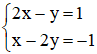 2x − y = 1
x − 2y = −1